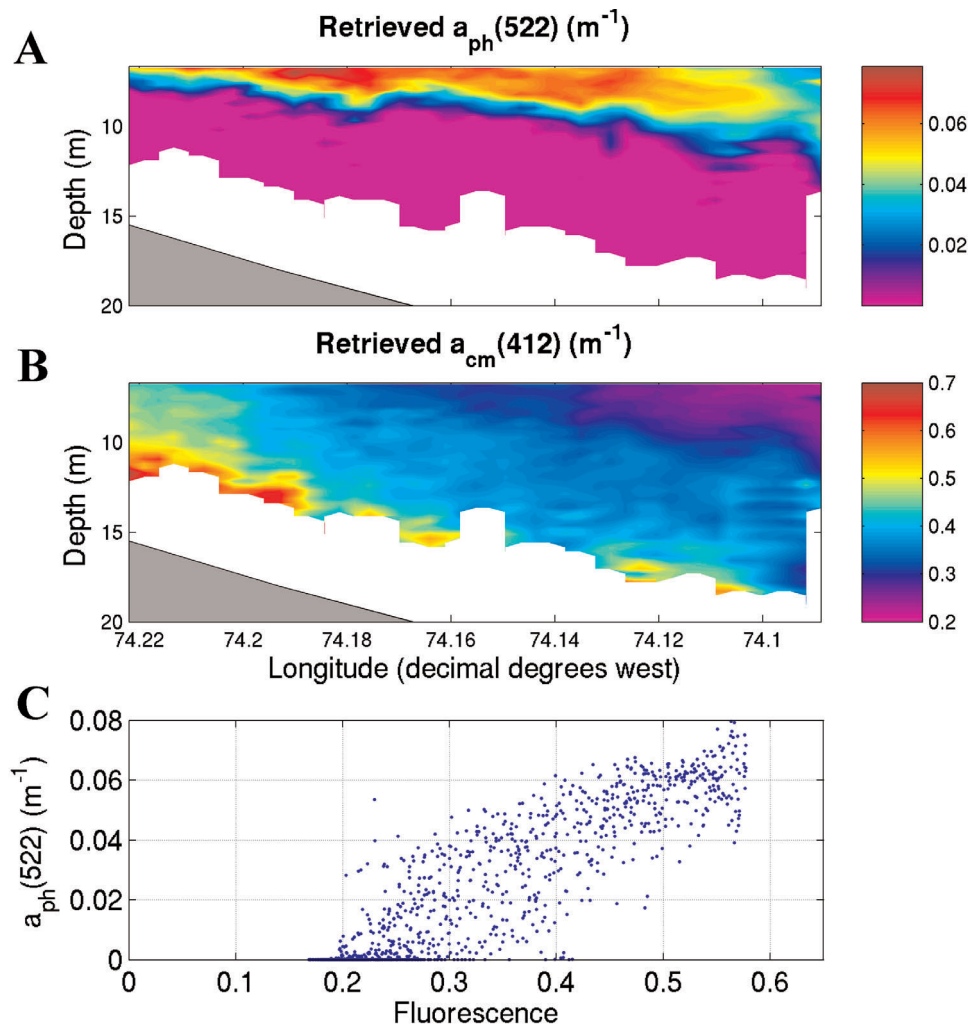 A
Retrieved a_ph(522) (m^-1)
Depth (m)
10
15
20
0.06
0.04
0.02
B
Retrieved a_cm(412) (m^-1)
Depth (m)
10
15
20
74.22 74.2 74.18 74.16 74.14 74.12 74.1
Longitude (decimal degrees west)
0.7
0.6
0.5
0.4
0.3
0.2
C
a_ph(522) (m^-1)
0.08
0.06
0.04
0.02
0
0 0.1 0.2 0.3 0.4 0.5 0.6
Fluorescence